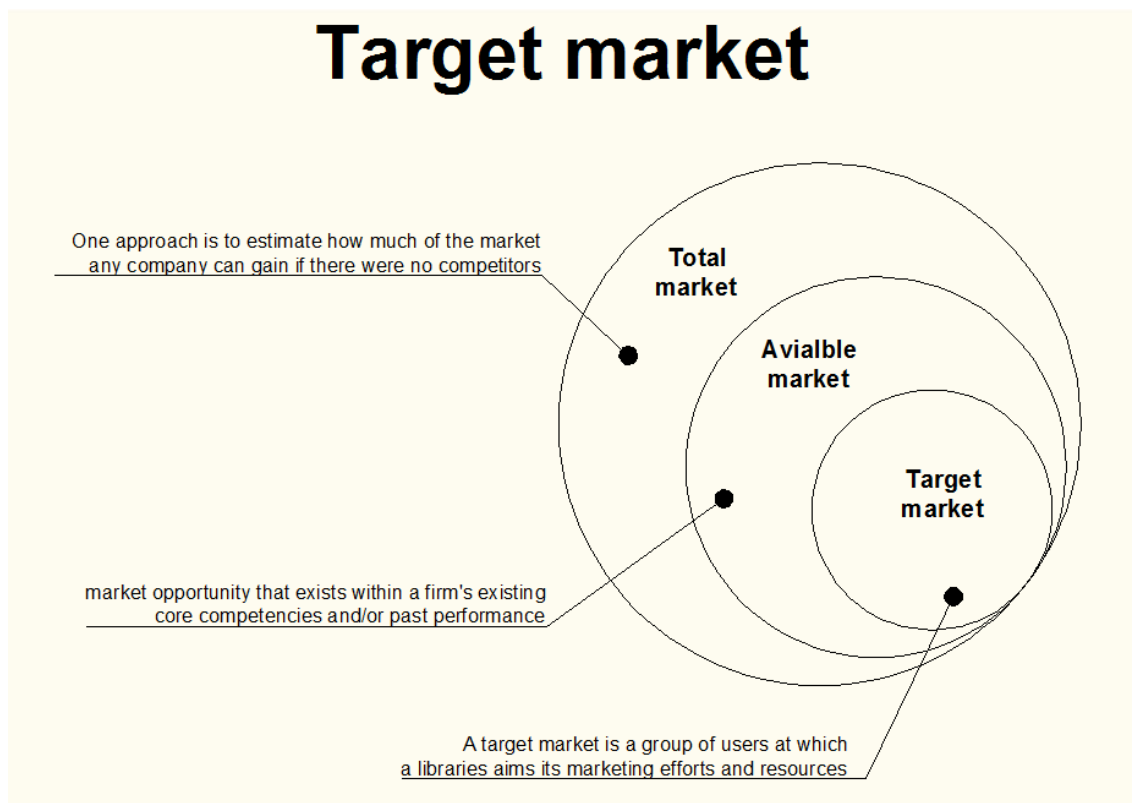 Target market
One approach is to estimate how much of the market
any company can gain if there were no competitors
Total
market
Avialble
market
Target
market
market opportunity that exists within a firm's existing
core competencies and/or past performance
A target market is a group of users at which
a libraries aims its marketing efforts and resources